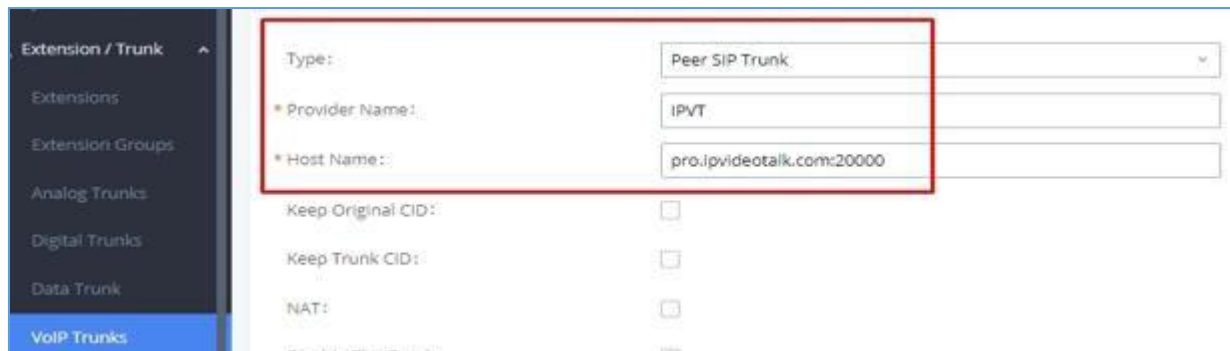 Extension / Trunk
Extensions
Extension Groups
Analog Trunks
Digital Trunks
Data Trunk
VoIP Trunks
Type: Peer SIP Trunk
* Provider Name: IPVT
* Host Name: pro.ipvideotalk.com:20000
Keep Original CID:
Keep Trunk CID:
NAT: